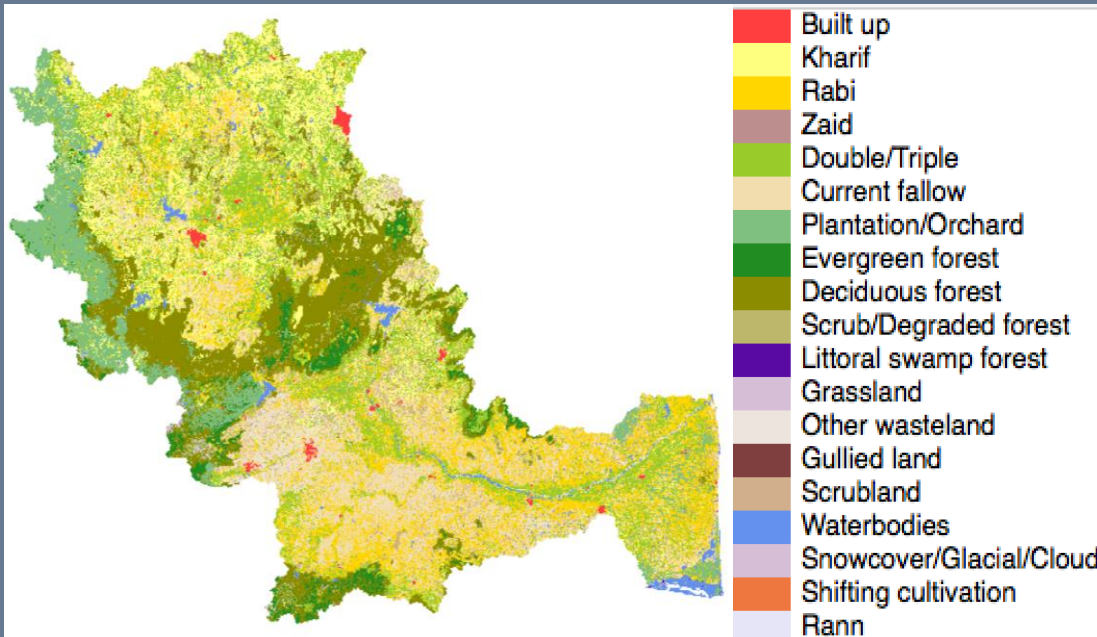 Built up
Kharif
Rabi
Zaid
Double/Triple
Current fallow
Plantation/Orchard
Evergreen forest
Deciduous forest
Scrub/Degraded forest
Littoral swamp forest
Grassland
Other wasteland
Gullied land
Scrubland
Waterbodies
Snowcover/Glacial/Cloud
Shifting cultivation
Rann